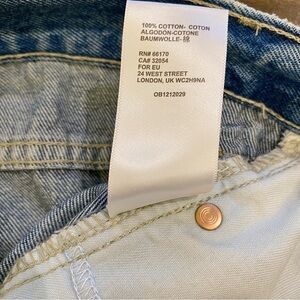 100% COTTON- COTON
ALGODÓN-COTONE
BAUMWOLLE-棉
RN# 66170
CA# 32054
FOR EU
24 WEST STREET
LONDON, UK WC2H9NA
OB1212029